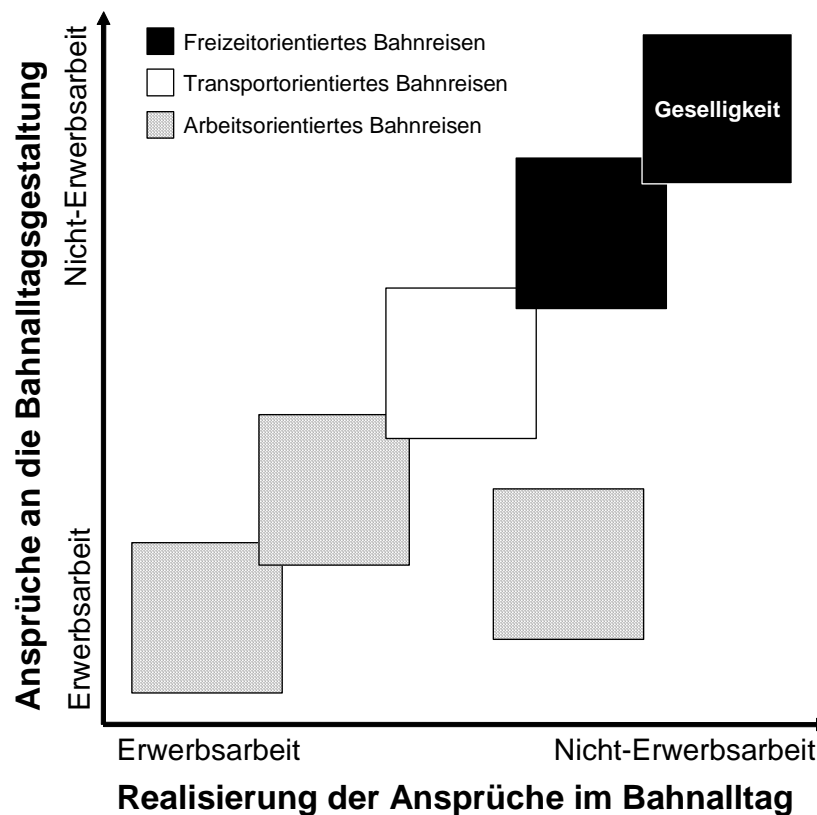 Ansprüche an die Bahnalltagsgestaltung
Nicht-Erwerbsarbeit
Erwerbsarbeit
Freizeitorientiertes Bahnreisen
Transportorientiertes Bahnreisen
Arbeitsorientiertes Bahnreisen
Geselligkeit
Erwerbsarbeit
Nicht-Erwerbsarbeit
Realisierung der Ansprüche im Bahnalltag